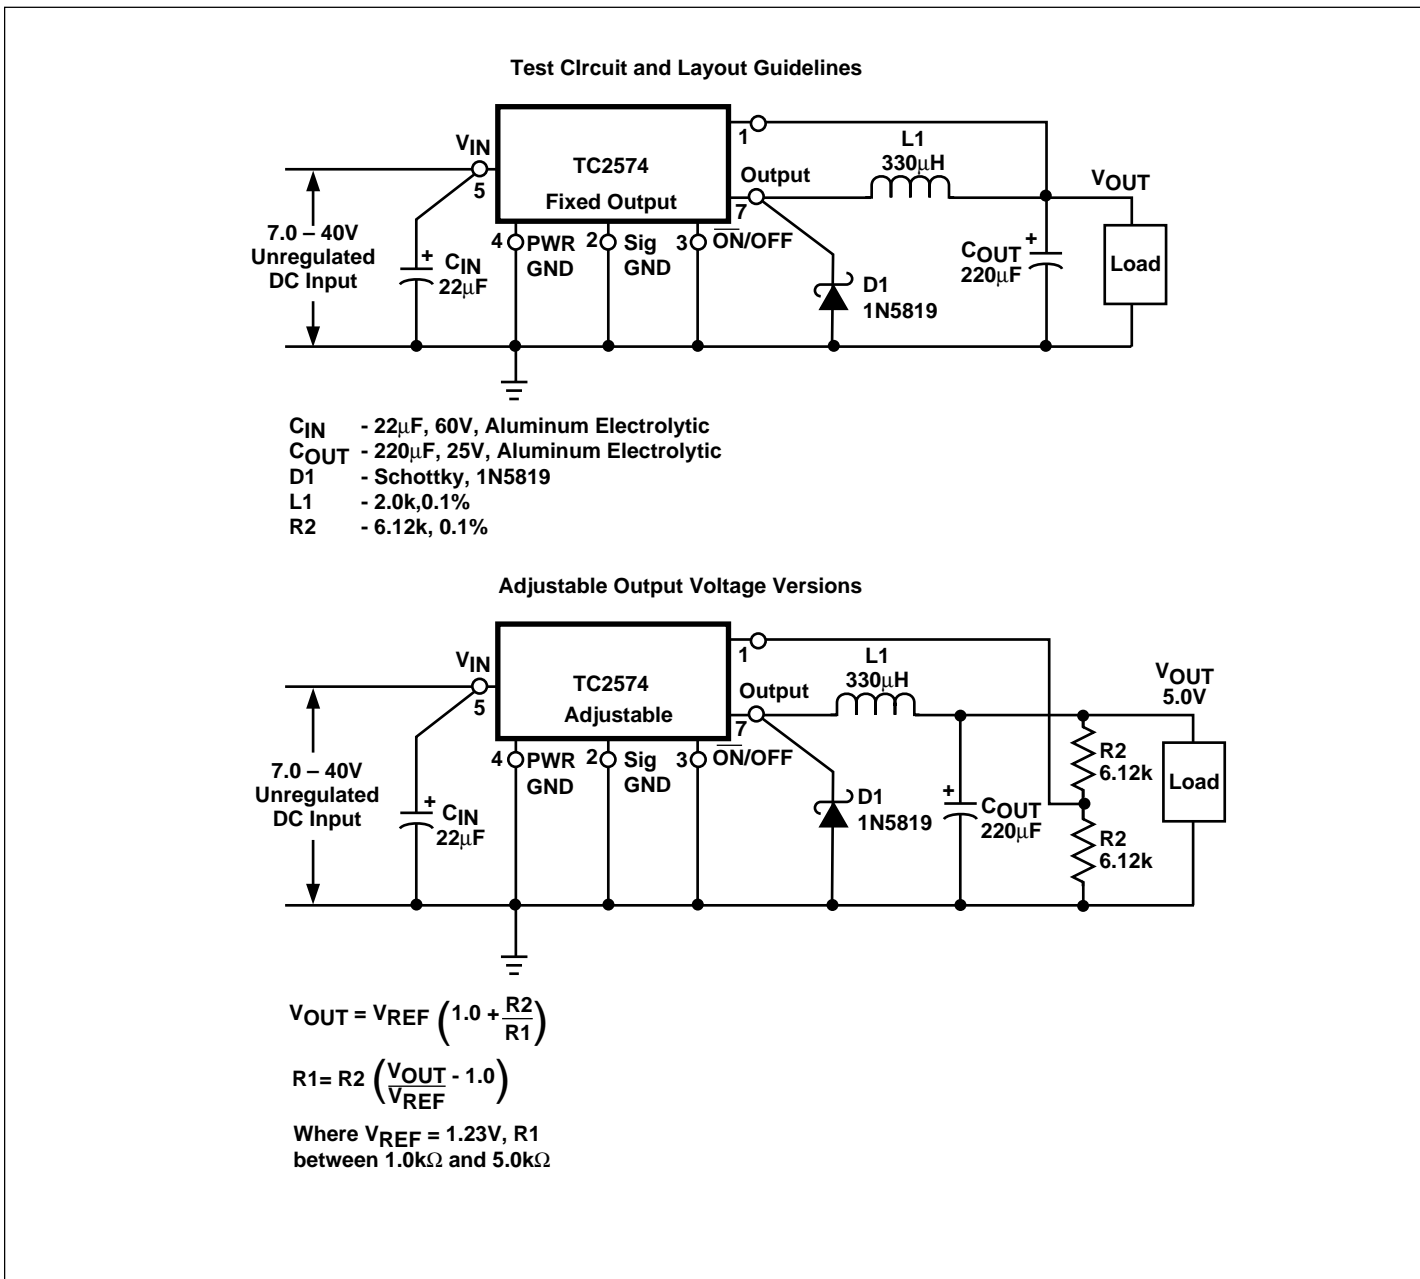 Test CIrcuit and Layout Guidelines
VIN
5
TC2574
Fixed Output
1
Output
7
L1
330µH
VOUT
7.0 – 40V
Unregulated
DC Input
+
CIN
22µF
4 PWR
GND
2 Sig
GND
3 ON/OFF
D1
1N5819
COUT +
220µF
Load
CIN - 22µF, 60V, Aluminum Electrolytic
COUT - 220µF, 25V, Aluminum Electrolytic
D1 - Schottky, 1N5819
L1 - 2.0k,0.1%
R2 - 6.12k, 0.1%
Adjustable Output Voltage Versions
VIN
5
TC2574
Adjustable
1
Output
7
L1
330µH
VOUT
5.0V
7.0 – 40V
Unregulated
DC Input
+
CIN
22µF
4 PWR
GND
2 Sig
GND
3 ON/OFF
D1
1N5819
+
COUT
220µF
R2
6.12k
R2
6.12k
Load
VOUT = VREF (1.0 + R2/R1)
R1= R2 (VOUT/VREF - 1.0)
Where VREF = 1.23V, R1
between 1.0kΩ and 5.0kΩ